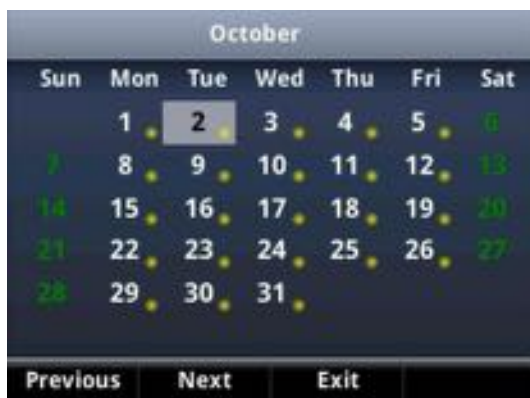 October
Sun Mon Tue Wed Thu Fri Sat
1 2 3 4 5 6
7 8 9 10 11 12 13
14 15 16 17 18 19 20
21 22 23 24 25 26 27
28 29 30 31
Previous Next Exit